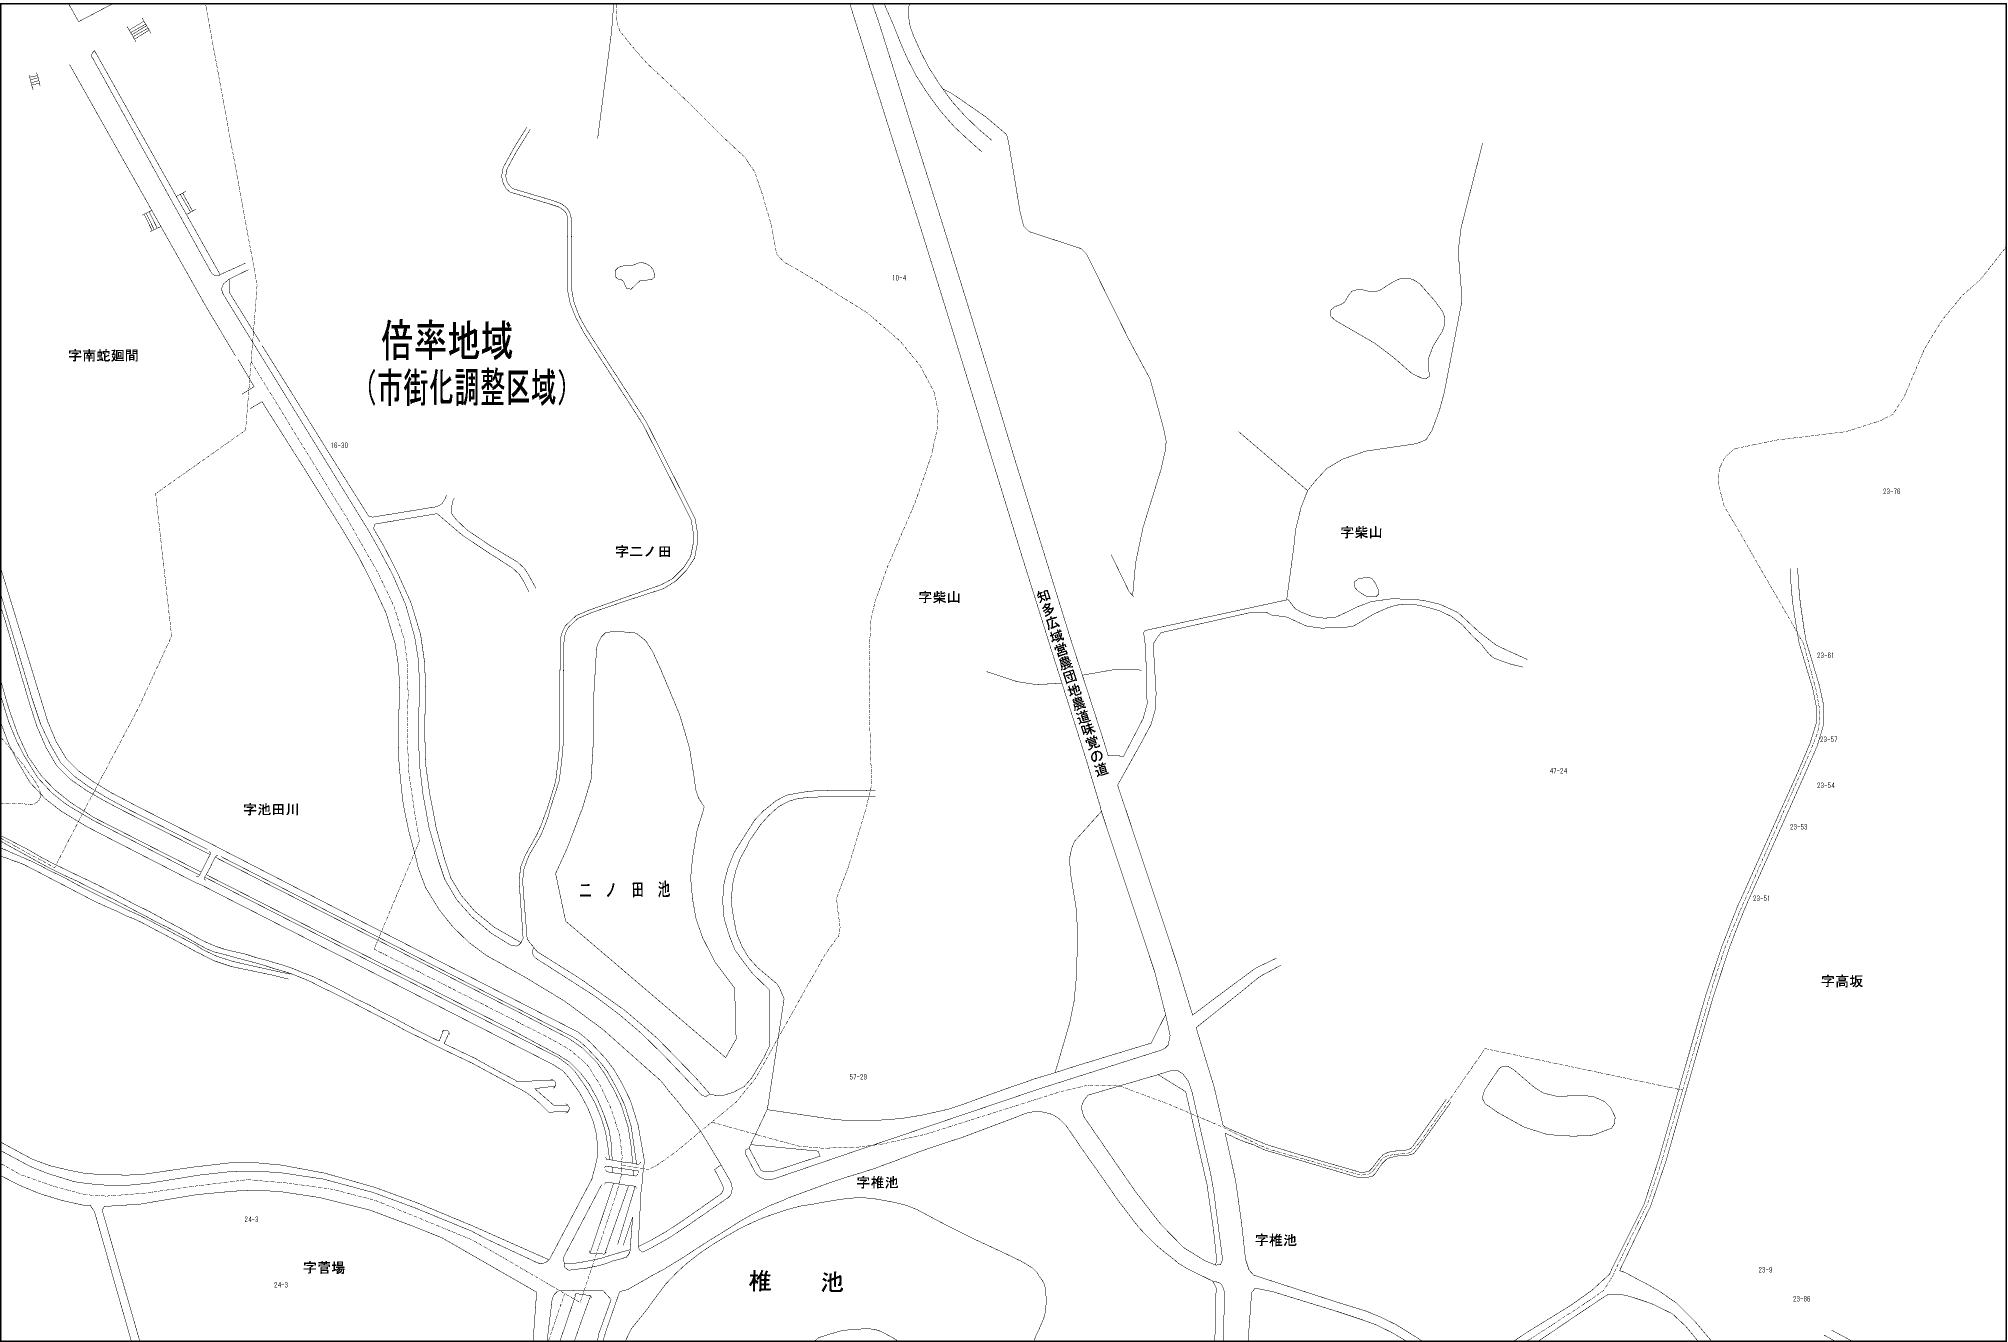 10-4
倍率地域
（市街化調整区域）
字南蛇廻間
16-30
23-76
字柴山
字二ノ田
字柴山
知多広域営農団地農道味覚の道
23-61
23-57
47-24
23-54
字池田川
23-53
二ノ田池
23-51
字高坂
57-29
字椎池
24-3
字椎池
字菅場
23-9
24-3
椎池
23-86